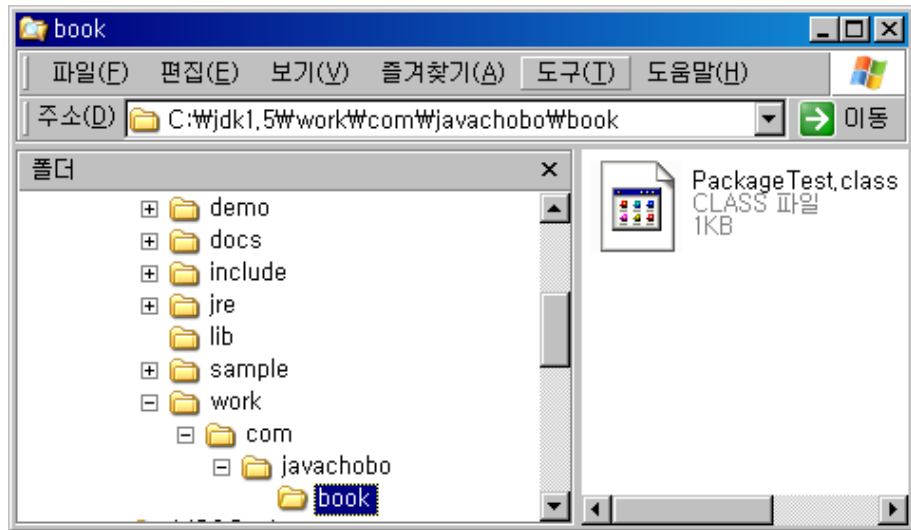 book
파일(F) 편집(E) 보기(V) 즐겨찾기(A) 도구(T) 도움말(H)
주소(D) C:₩jdk1.5₩work₩com₩javachobo₩book 이동
폴더
demo
docs
include
jre
lib
sample
work
com
javachobo
book
PackageTest.class
CLASS 파일
1KB